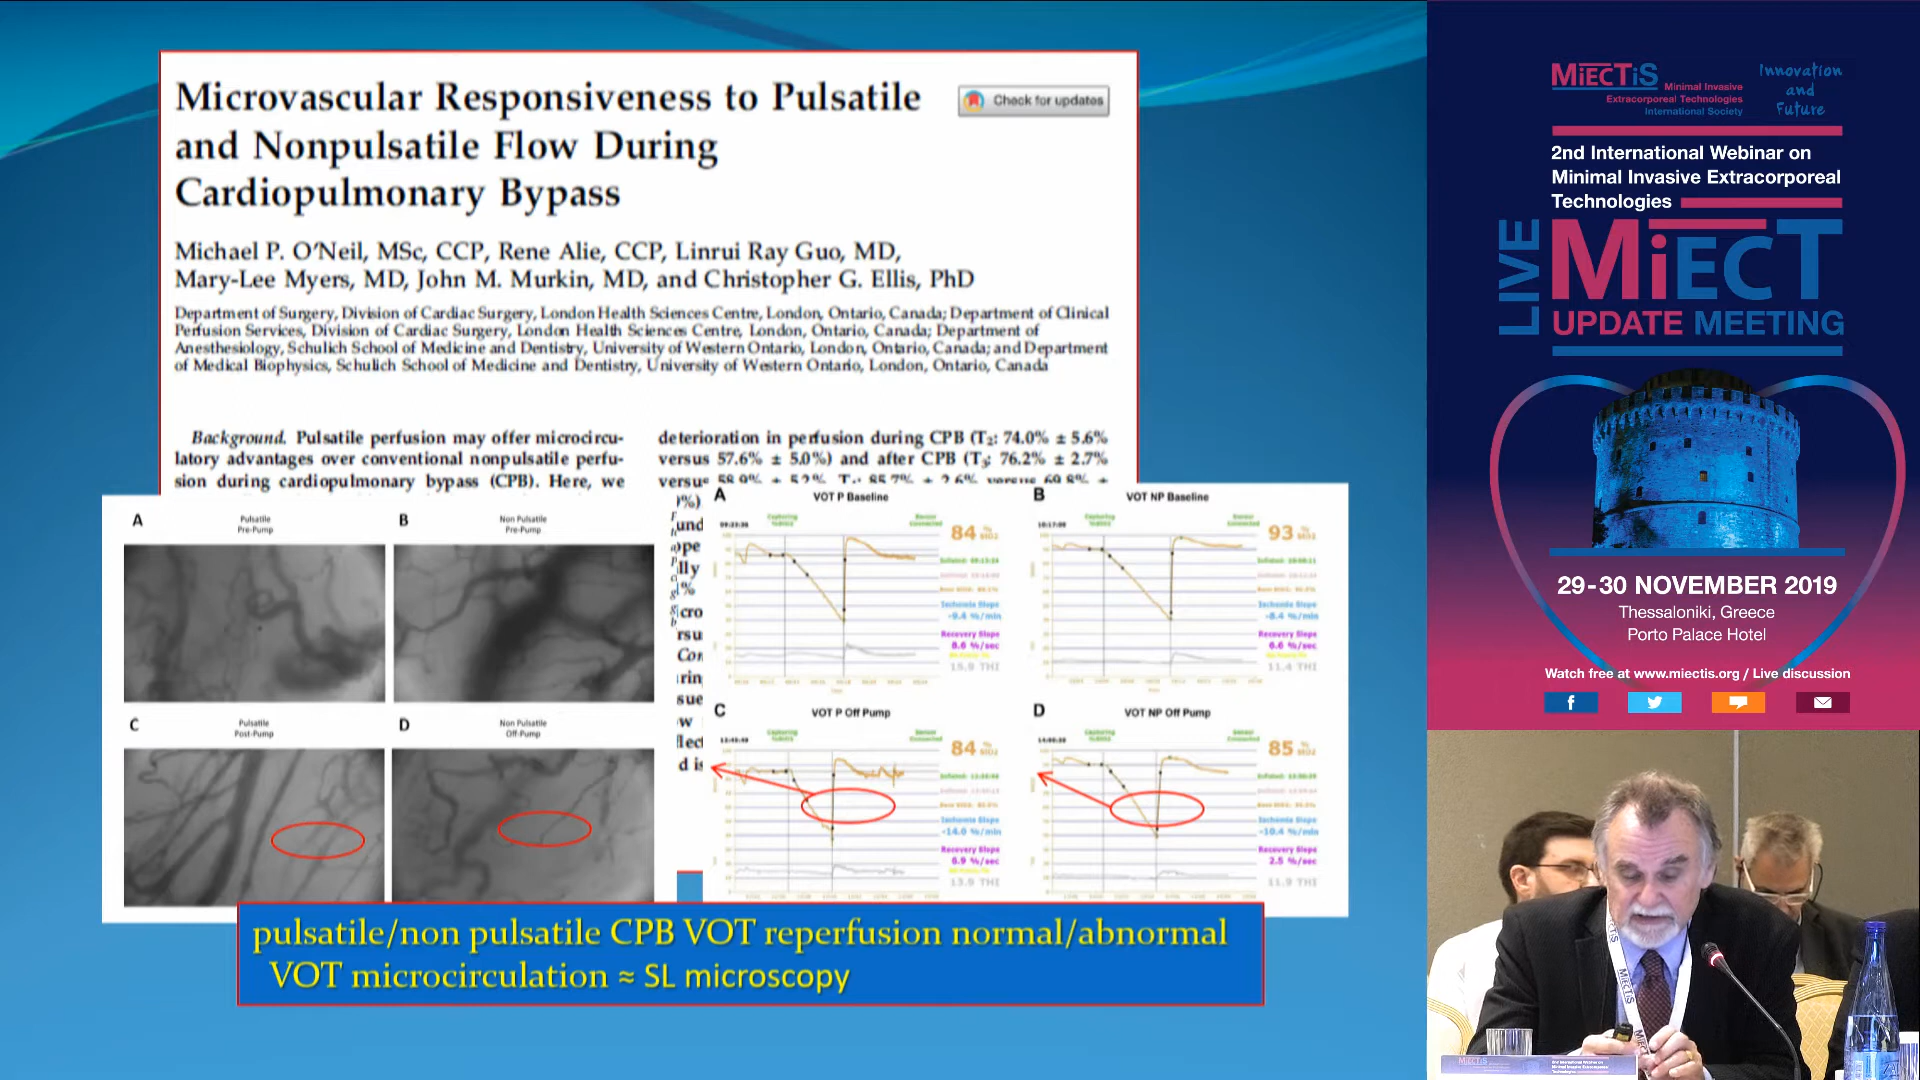 Microvascular Responsiveness to Pulsatile
and Nonpulsatile Flow During
Cardiopulmonary Bypass
Check for updates
Michael P. O'Neil, MSc, CCP, Rene Alie, CCP, Linrui Ray Guo, MD,
Mary-Lee Myers, MD, John M. Murkin, MD, and Christopher G. Ellis, PhD
Department of Surgery, Division of Cardiac Surgery, London Health Sciences Centre, London, Ontario, Canada; Department of Clinical
Perfusion Services, Division of Cardiac Surgery, London Health Sciences Centre, London, Ontario, Canada; Department of
Anesthesiology, Schulich School of Medicine and Dentistry, University of Western Ontario, London, Ontario, Canada; and Department
of Medical Biophysics, Schulich School of Medicine and Dentistry, University of Western Ontario, London, Ontario, Canada
Background. Pulsatile perfusion may offer microcircu-
latory advantages over conventional nonpulsatile perfu-
sion during cardiopulmonary bypass (CPB). Here, we
deterioration in perfusion during CPB (T2: 74.0% ± 5.6%
versus 57.6% ± 5.0%) and after CPB (T3: 76.2% ± 2.7%
A
Pulsatile
Pre-Pump
B
Non Pulsatile
Pre-Pump
C
Pulsatile
Post-Pump
D
Non Pulsatile
Off-Pump
A
VOT P Baseline
84 %
Ischemia Slope
-9.4 %/min
Recovery Slope
8.6 %/sec
15.9 THI
B
VOT NP Baseline
93 %
Ischemia Slope
-8.4 %/min
Recovery Slope
6.6 %/sec
11.4 THI
C
VOT P Off Pump
84 %
Ischemia Slope
-14.0 %/min
Recovery Slope
6.9 %/sec
13.9 THI
D
VOT NP Off Pump
85 %
Ischemia Slope
-10.4 %/min
Recovery Slope
2.5 %/sec
11.9 THI
pulsatile/non pulsatile CPB VOT reperfusion normal/abnormal
VOT microcirculation ≈ SL microscopy
MiECTiS
Minimal Invasive
Extracorporeal Technologies
International Society
Innovation
and
Future
2nd International Webinar on
Minimal Invasive Extracorporeal
Technologies
LIVE
MiECT
UPDATE MEETING
29-30 NOVEMBER 2019
Thessaloniki, Greece
Porto Palace Hotel
Watch free at www.miectis.org / Live discussion
MiECTiS
MiECTiS